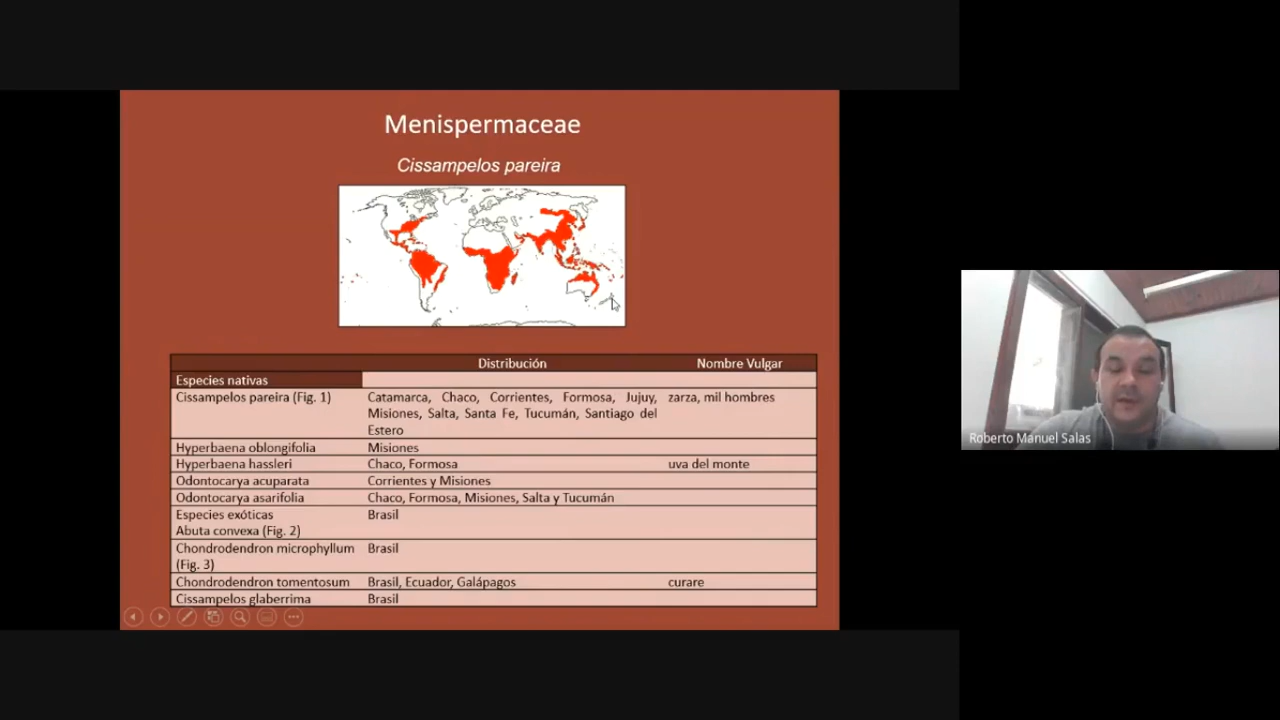 Menispermaceae
Cissampelos pareira
Distribución Nombre Vulgar
Especies nativas
Cissampelos pareira (Fig. 1) Catamarca, Chaco, Corrientes, Formosa, Jujuy, zarza, mil hombres
Misiones, Salta, Santa Fe, Tucumán, Santiago del
Estero
Hyperbaena oblongifolia Misiones
Hyperbaena hassleri Chaco, Formosa uva del monte
Odontocarya acuparata Corrientes y Misiones
Odontocarya asarifolia Chaco, Formosa, Misiones, Salta y Tucumán
Especies exóticas Brasil
Abuta convexa (Fig. 2)
Chondrodendron microphyllum Brasil
(Fig. 3)
Chondrodendron tomentosum Brasil, Ecuador, Galápagos curare
Cissampelos glaberrima Brasil
Roberto Manuel Salas